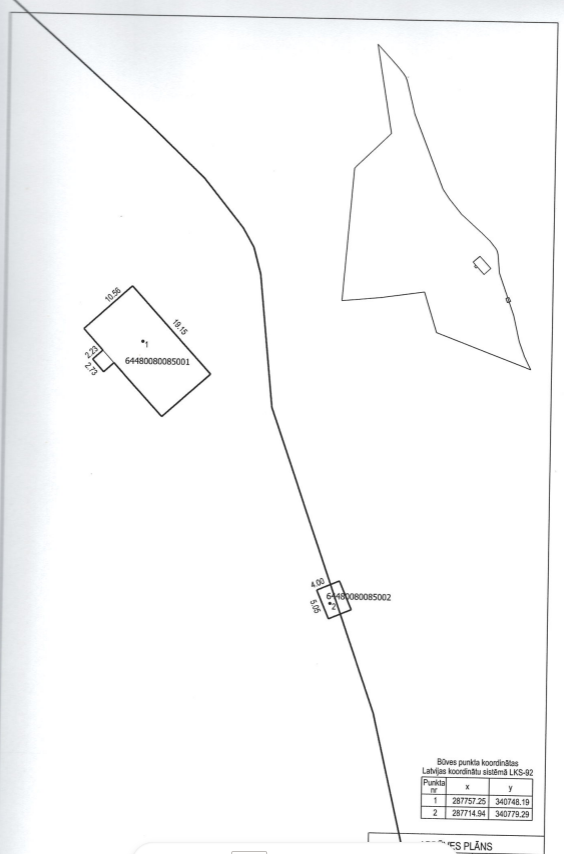 10.56
19.15
1
2.23
64480080085001
2.73
4.00
64480080085002
5.05
2
Būves punkta koordinātas
Latvijas koordinātu sistēmā LKS-92
Punkta nr x y
1 287757.25 340748.19
2 287714.94 340779.29
PLĀNS